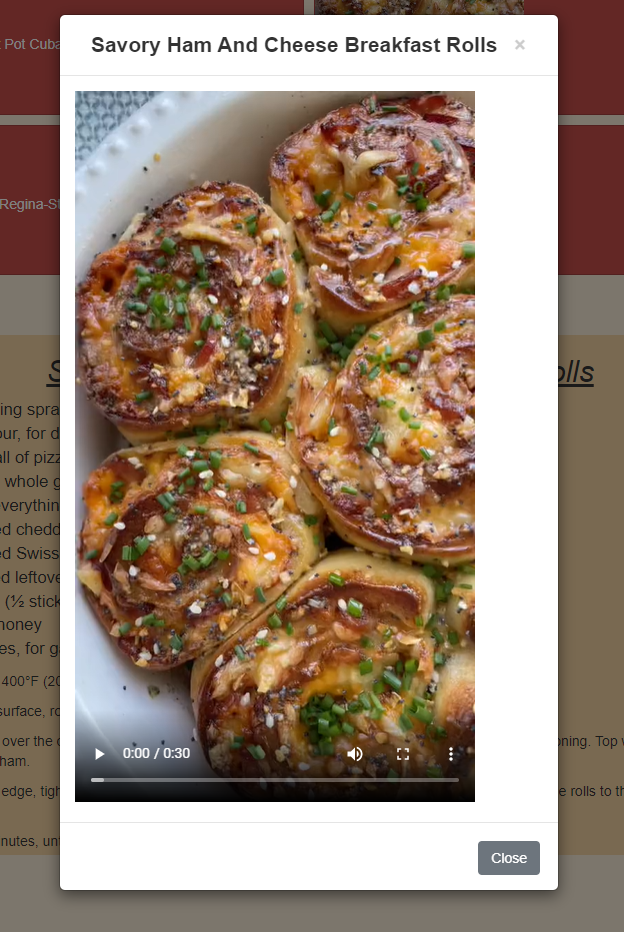 Pot Cuba
Savory Ham And Cheese Breakfast Rolls ×
Regina-St
S olls
ing spra
our, for d
all of pizz
whole g
everythin
ed chedd
ed Swiss
d leftove
(½ stick
honey
es, for g
400°F (20
surface, ro
over the d oning. Top w
ham.
edge, tigh e rolls to th
0:00 / 0:30
nutes, unt
Close